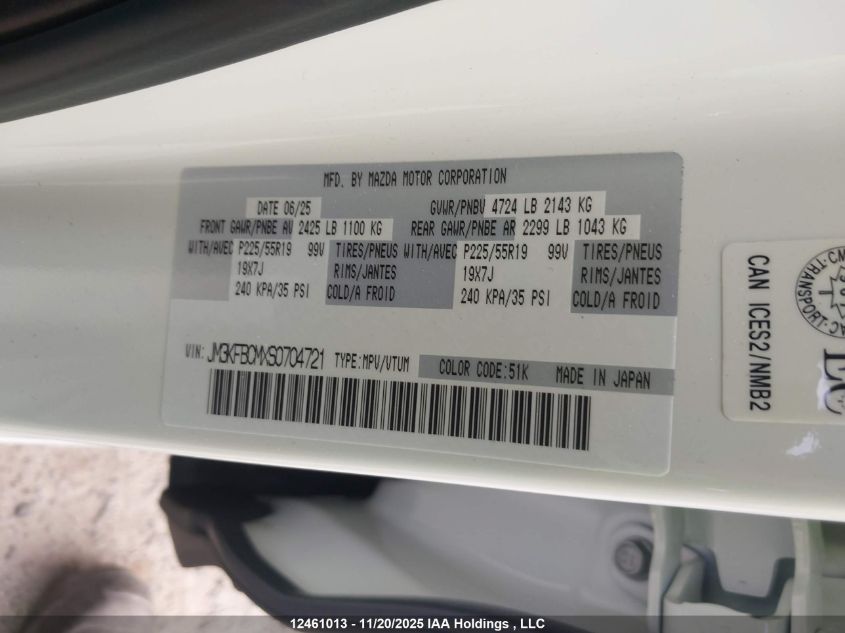 MFD. BY MAZDA MOTOR CORPORATION
DATE 06/25 GVWR/PNBV 4724 LB 2143 KG
FRONT GAWR/PNBE AV 2425 LB 1100 KG REAR GAWR/PNBE AR 2299 LB 1043 KG
WITH/AVEC P225/55R19 99V TIRES/PNEUS WITH/AVEC P225/55R19 99V TIRES/PNEUS
19X7J RIMS/JANTES 19X7J RIMS/JANTES
240 KPA/35 PSI COLD/A FROID 240 KPA/35 PSI COLD/A FROID
VIN: JM3KFBCMXS0704721 TYPE:MPV/VTUM COLOR CODE:51K MADE IN JAPAN
CAN ICES2/NMB2
TRANSPORT
12461013 - 11/20/2025 IAA Holdings , LLC